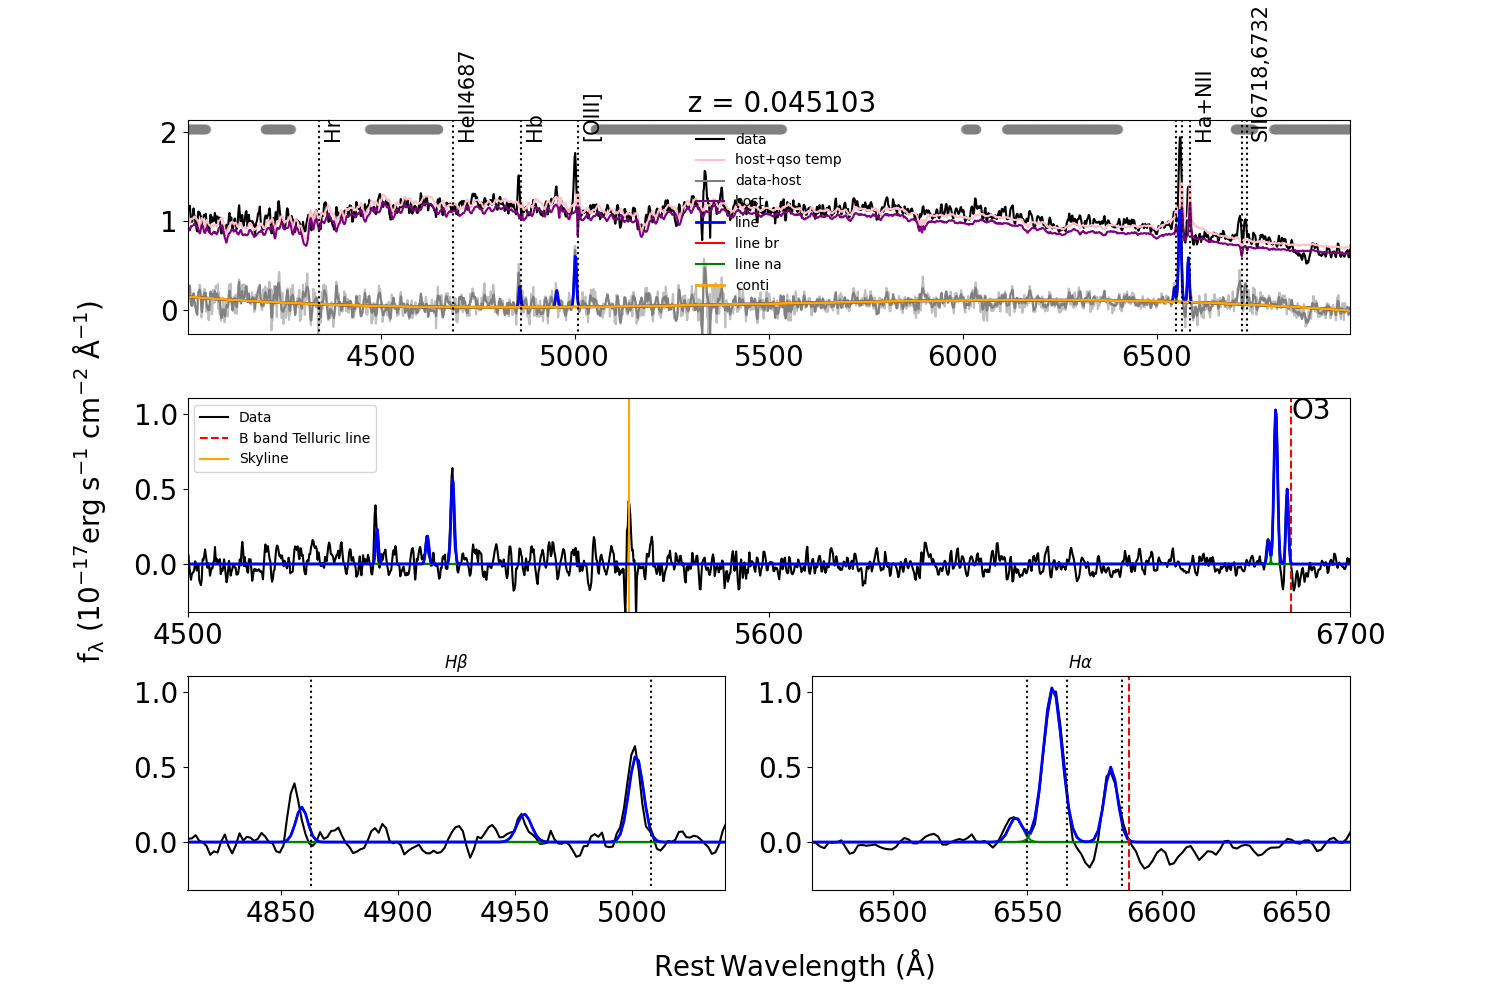 z = 0.045103
Hr
HeII4687
Hb
[OIII]
Ha+NII
SII6718,6732
data
host+qso temp
data-host
host
line
line br
line na
conti
2
1
0
4500
5000
5500
6000
6500
f_λ (10^−17 erg s^−1 cm^−2 Å^−1)
Data
B band Telluric line
Skyline
O3
1.0
0.5
0.0
4500
5600
6700
Hβ
1.0
0.5
0.0
4850
4900
4950
5000
Hα
1.0
0.5
0.0
6500
6550
6600
6650
Rest Wavelength (Å)